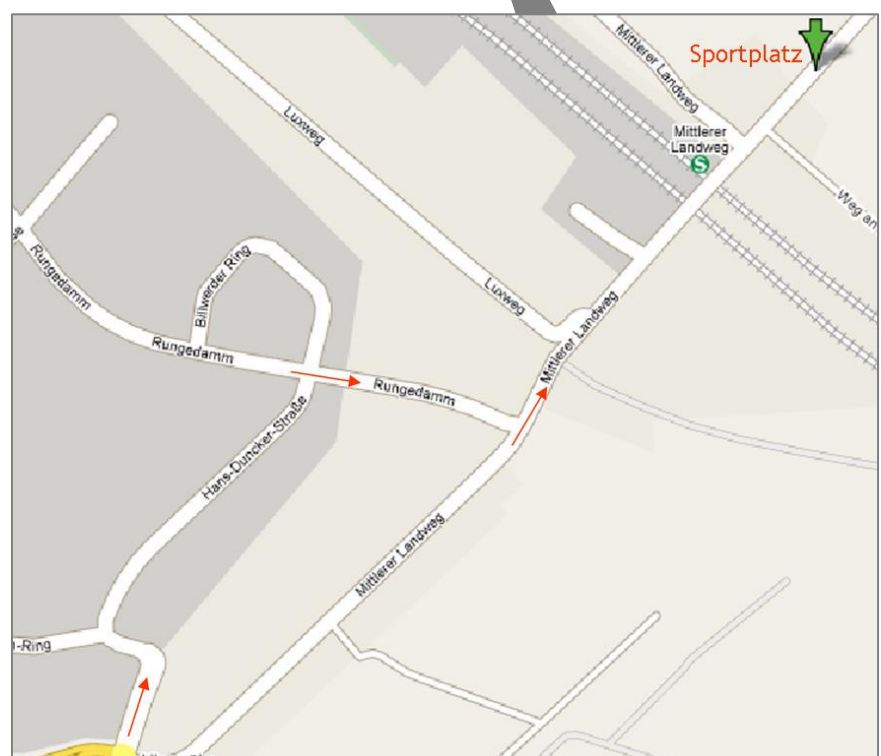 Mittlerer Landweg
Sportplatz
Luxweg
Mittlerer
Landweg
S
Weg an
Rungedamm
Billwerder Ring
Luxweg
Mittlerer Landweg
Rungedamm
Rungedamm
Hans-Duncker-Straße
Mittlerer Landweg
-Ring